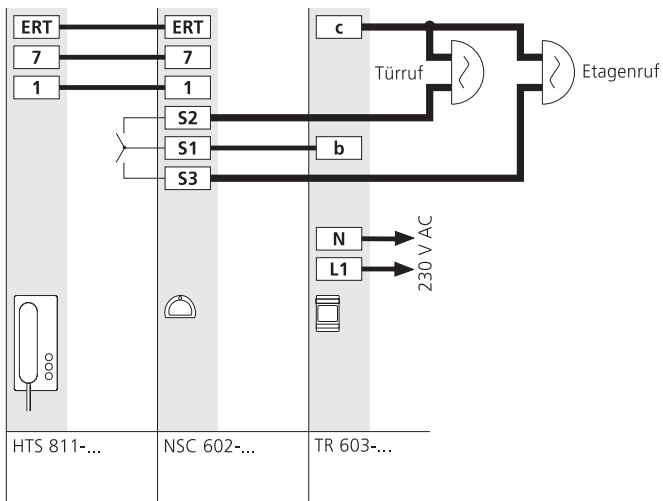 ERT ERT c
7 7
1 1
Türruf
Etagenruf
S2
S1 b
S3
N
L1
230 V AC
HTS 811-... NSC 602-... TR 603-...